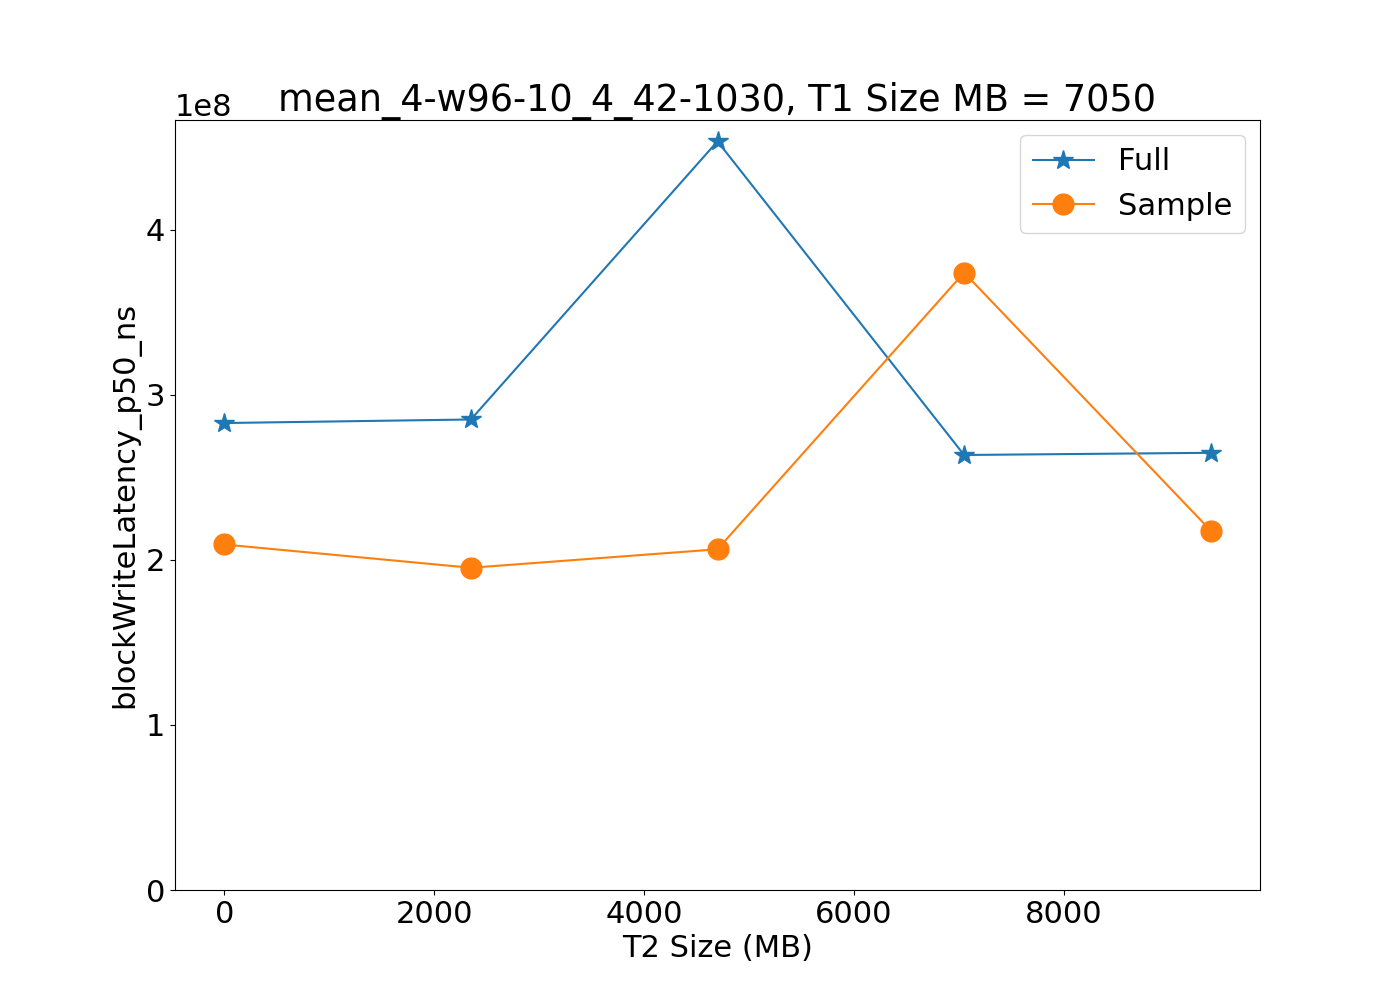 1e8
mean_4-w96-10_4_42-1030, T1 Size MB = 7050
Full
Sample
blockWriteLatency_p50_ns
4
3
2
1
0
0 2000 4000 6000 8000
T2 Size (MB)